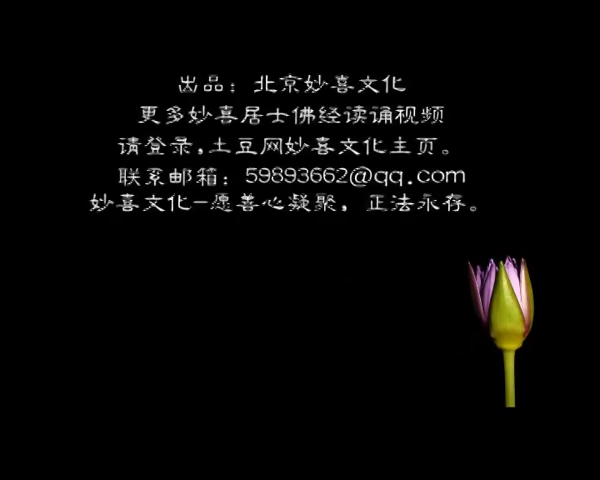 出品：北京妙喜文化
更多妙喜居士佛经读诵视频
请登录,土豆网妙喜文化主页。
联系邮箱：59893662@qq.com
妙喜文化-愿善心凝聚，正法永存。